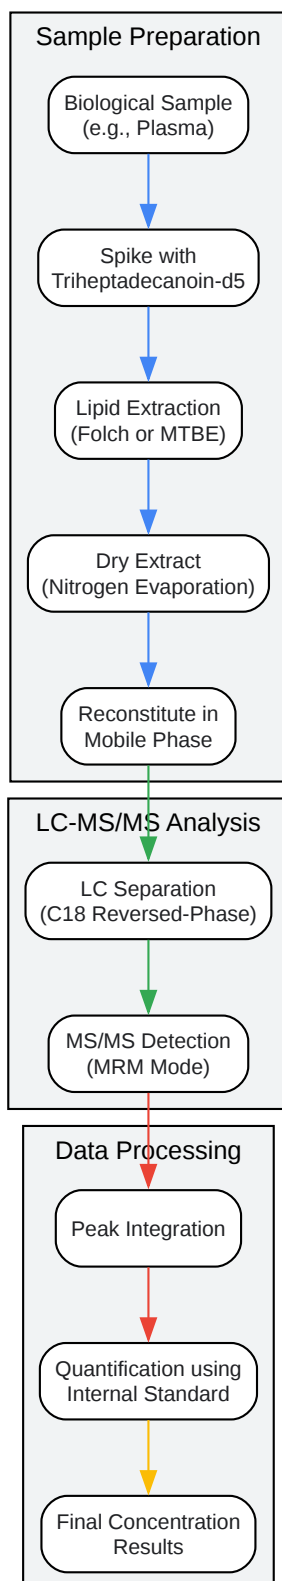 Sample Preparation
Biological Sample
(e.g., Plasma)
Spike with
Triheptadecanoin-d5
Lipid Extraction
(Folch or MTBE)
Dry Extract
(Nitrogen Evaporation)
Reconstitute in
Mobile Phase
LC-MS/MS Analysis
LC Separation
(C18 Reversed-Phase)
MS/MS Detection
(MRM Mode)
Data Processing
Peak Integration
Quantification using
Internal Standard
Final Concentration
Results